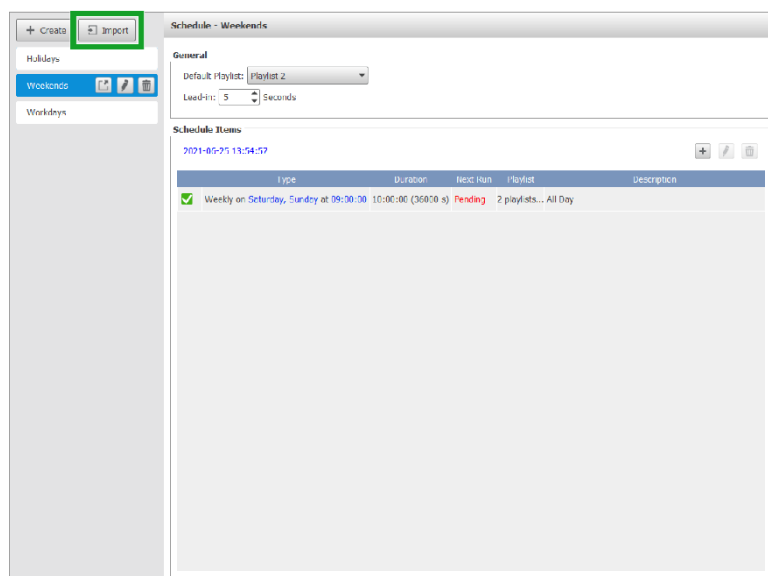 Create Import
Holidays
Weekends
Workdays
Schedule - Weekends
General
Default Playlist: Playlist 2
Lead-in: 5 Seconds
Schedule Items
2021-06-25 13:54:57
Type Duration Next Run Playlist Description
Weekly on Saturday, Sunday at 09:00:00 10:00:00 (36000 s) Pending 2 playlists... All Day